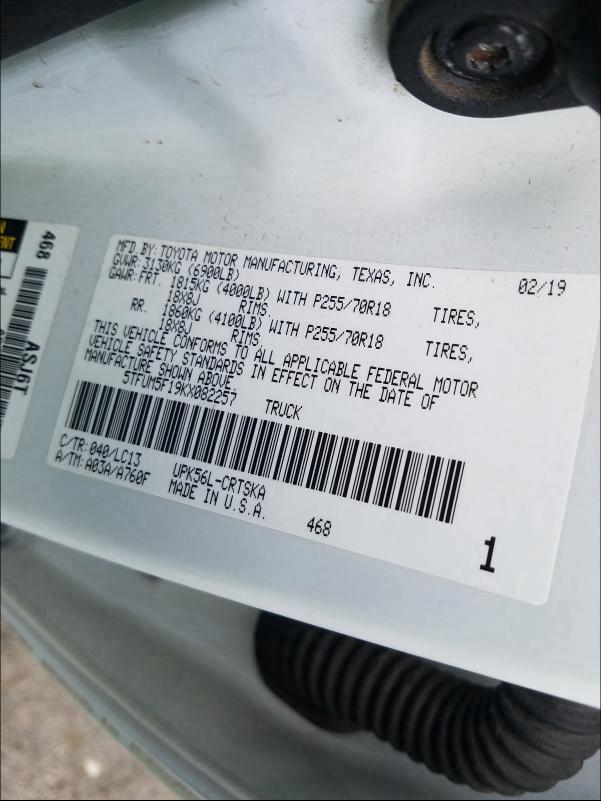 MFD.BY:TOYOTA MOTOR MANUFACTURING, TEXAS, INC. 02/19
GVWR:3130KG (6900LB)
GAWR:FRT. 1815KG (4000LB) WITH P255/70R18 TIRES,
18X8J RIMS.
RR. 1860KG (4100LB) WITH P255/70R18 TIRES,
18X8J RIMS.
THIS VEHICLE CONFORMS TO ALL APPLICABLE FEDERAL MOTOR
VEHICLE SAFETY STANDARDS IN EFFECT ON THE DATE OF
MANUFACTURE SHOWN ABOVE.
5TFUM5F19KX082257 TRUCK
C/TR:040/LC13 UPK56L-CRTSKA
A/TM:A03A/A760F MADE IN U.S.A.
468
1
468
ASJ6T